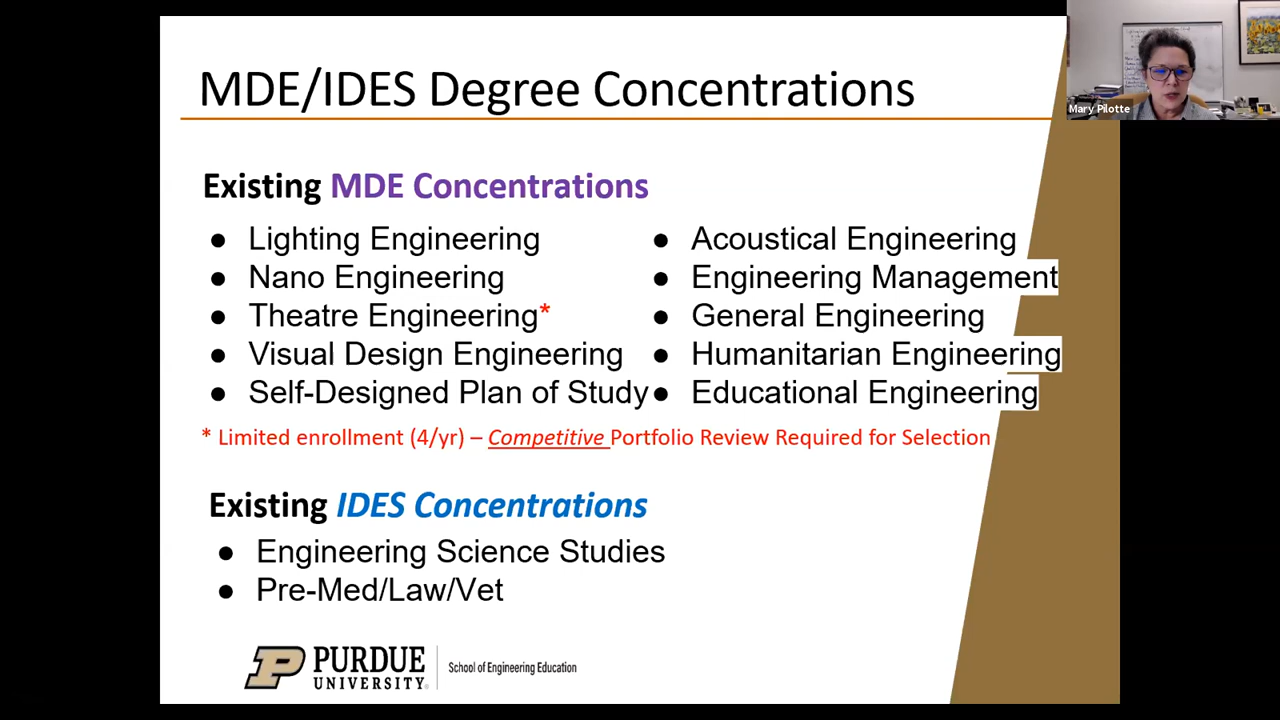 MDE/IDES Degree Concentrations
Mary Pilotte
Existing MDE Concentrations
● Lighting Engineering
● Nano Engineering
● Theatre Engineering*
● Visual Design Engineering
● Self-Designed Plan of Study
● Acoustical Engineering
● Engineering Management
● General Engineering
● Humanitarian Engineering
● Educational Engineering
* Limited enrollment (4/yr) – Competitive Portfolio Review Required for Selection
Existing IDES Concentrations
● Engineering Science Studies
● Pre-Med/Law/Vet
P PURDUE
UNIVERSITY®
School of Engineering Education